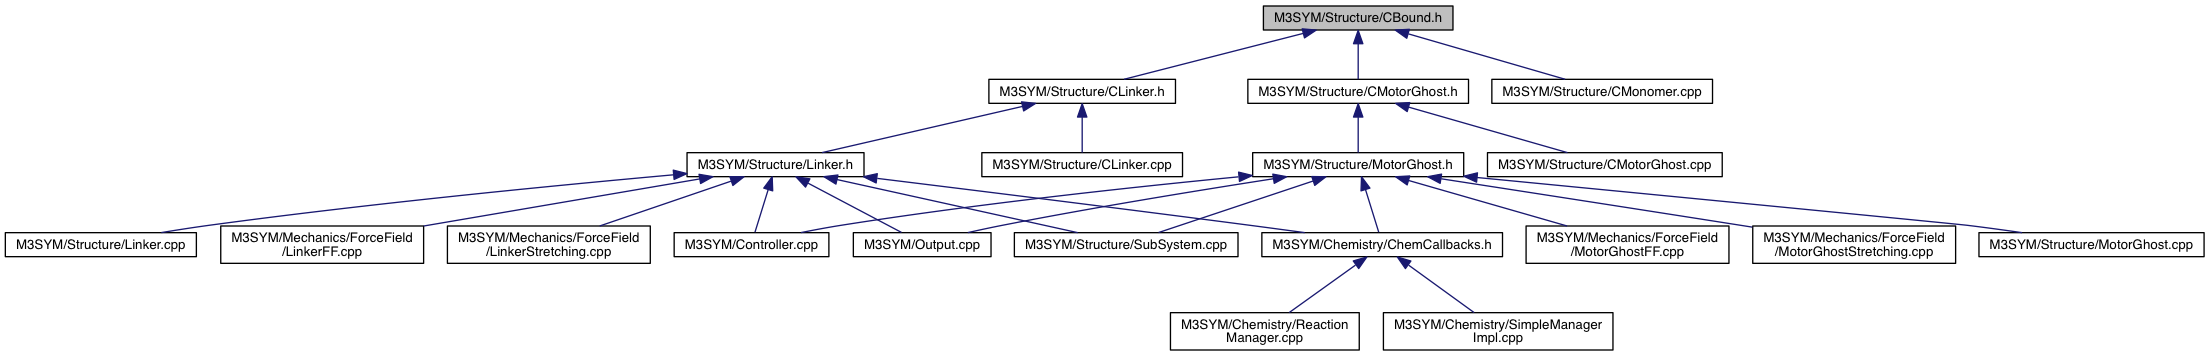 M3SYM/Structure/CBound.h
M3SYM/Structure/CLinker.h
M3SYM/Structure/CMotorGhost.h
M3SYM/Structure/CMonomer.cpp
M3SYM/Structure/Linker.h
M3SYM/Structure/CLinker.cpp
M3SYM/Structure/MotorGhost.h
M3SYM/Structure/CMotorGhost.cpp
M3SYM/Structure/Linker.cpp
M3SYM/Mechanics/ForceField
/LinkerFF.cpp
M3SYM/Mechanics/ForceField
/LinkerStretching.cpp
M3SYM/Controller.cpp
M3SYM/Output.cpp
M3SYM/Structure/SubSystem.cpp
M3SYM/Chemistry/ChemCallbacks.h
M3SYM/Mechanics/ForceField
/MotorGhostFF.cpp
M3SYM/Mechanics/ForceField
/MotorGhostStretching.cpp
M3SYM/Structure/MotorGhost.cpp
M3SYM/Chemistry/Reaction
Manager.cpp
M3SYM/Chemistry/SimpleManager
Impl.cpp